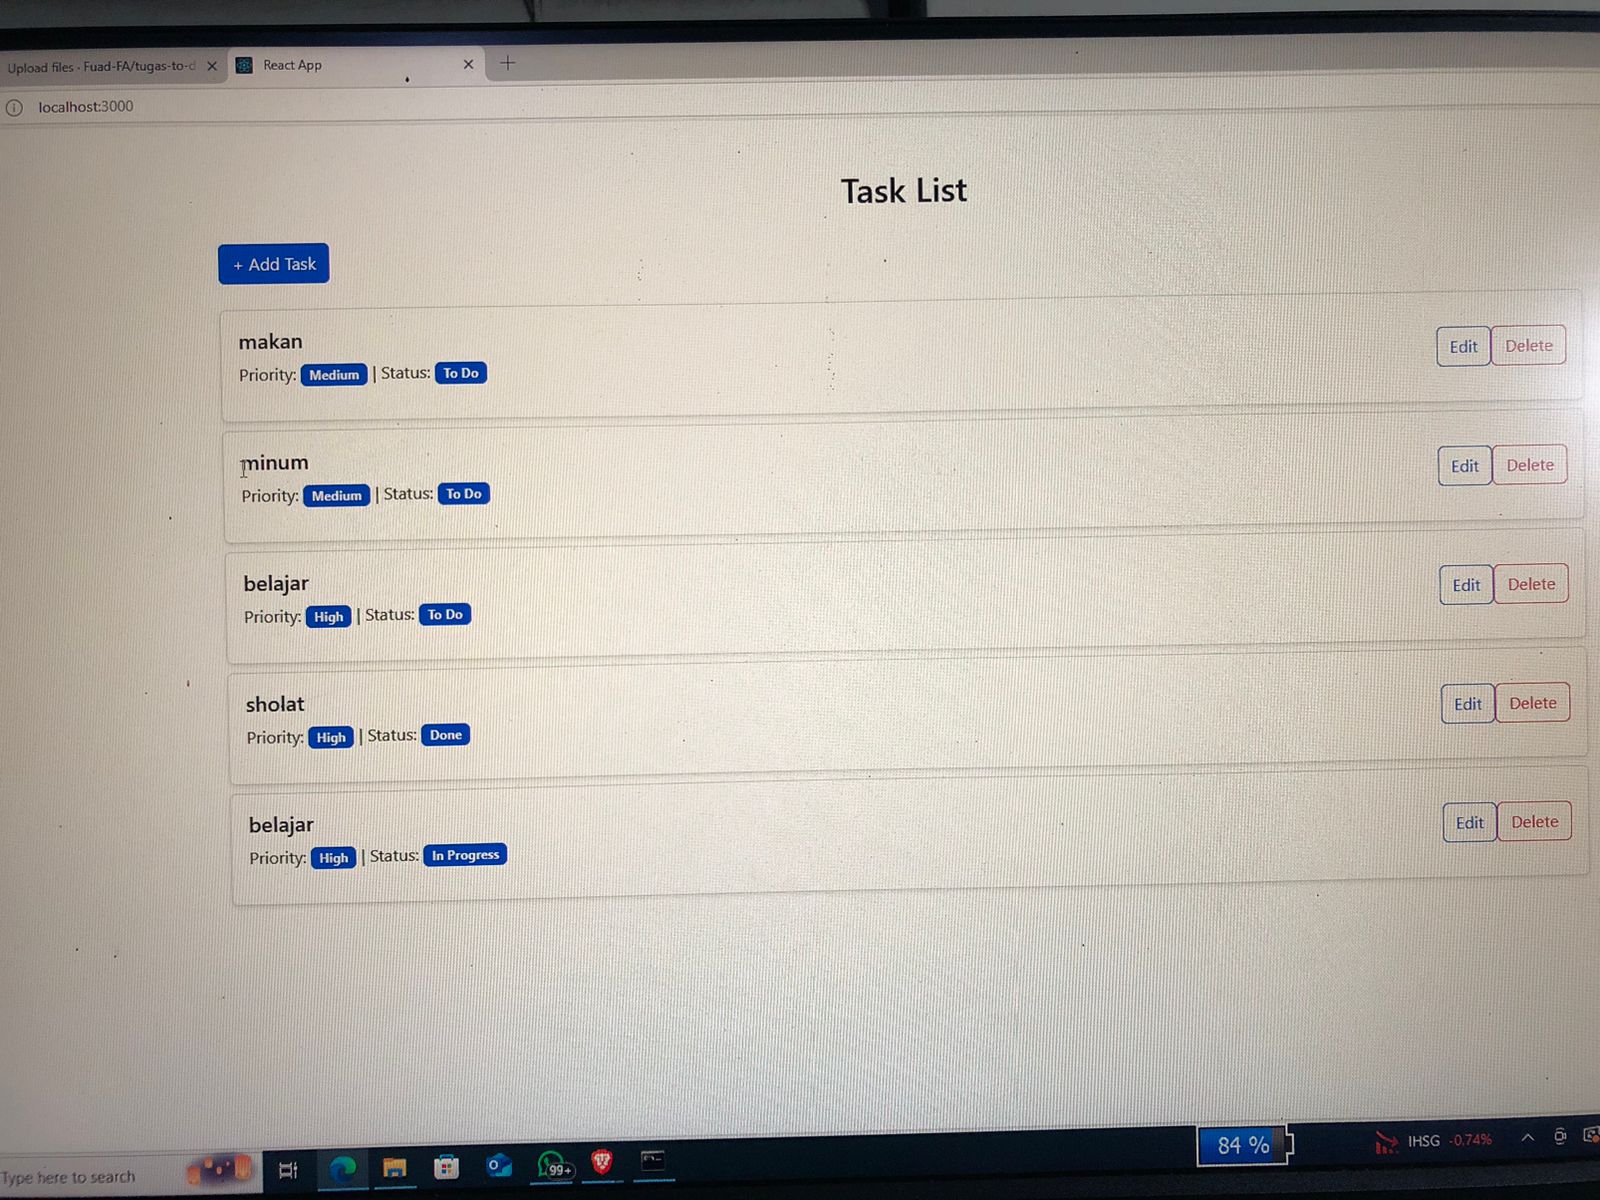 Upload files · Fuad-FA/tugas-to-d
React App
localhost:3000
Task List
+ Add Task
makan
Edit Delete
Priority: Medium | Status: To Do
minum
Edit Delete
Priority: Medium | Status: To Do
belajar
Edit Delete
Priority: High | Status: To Do
sholat
Edit Delete
Priority: High | Status: Done
belajar
Edit Delete
Priority: High | Status: In Progress
Type here to search
99+
84 %
IHSG -0.74%